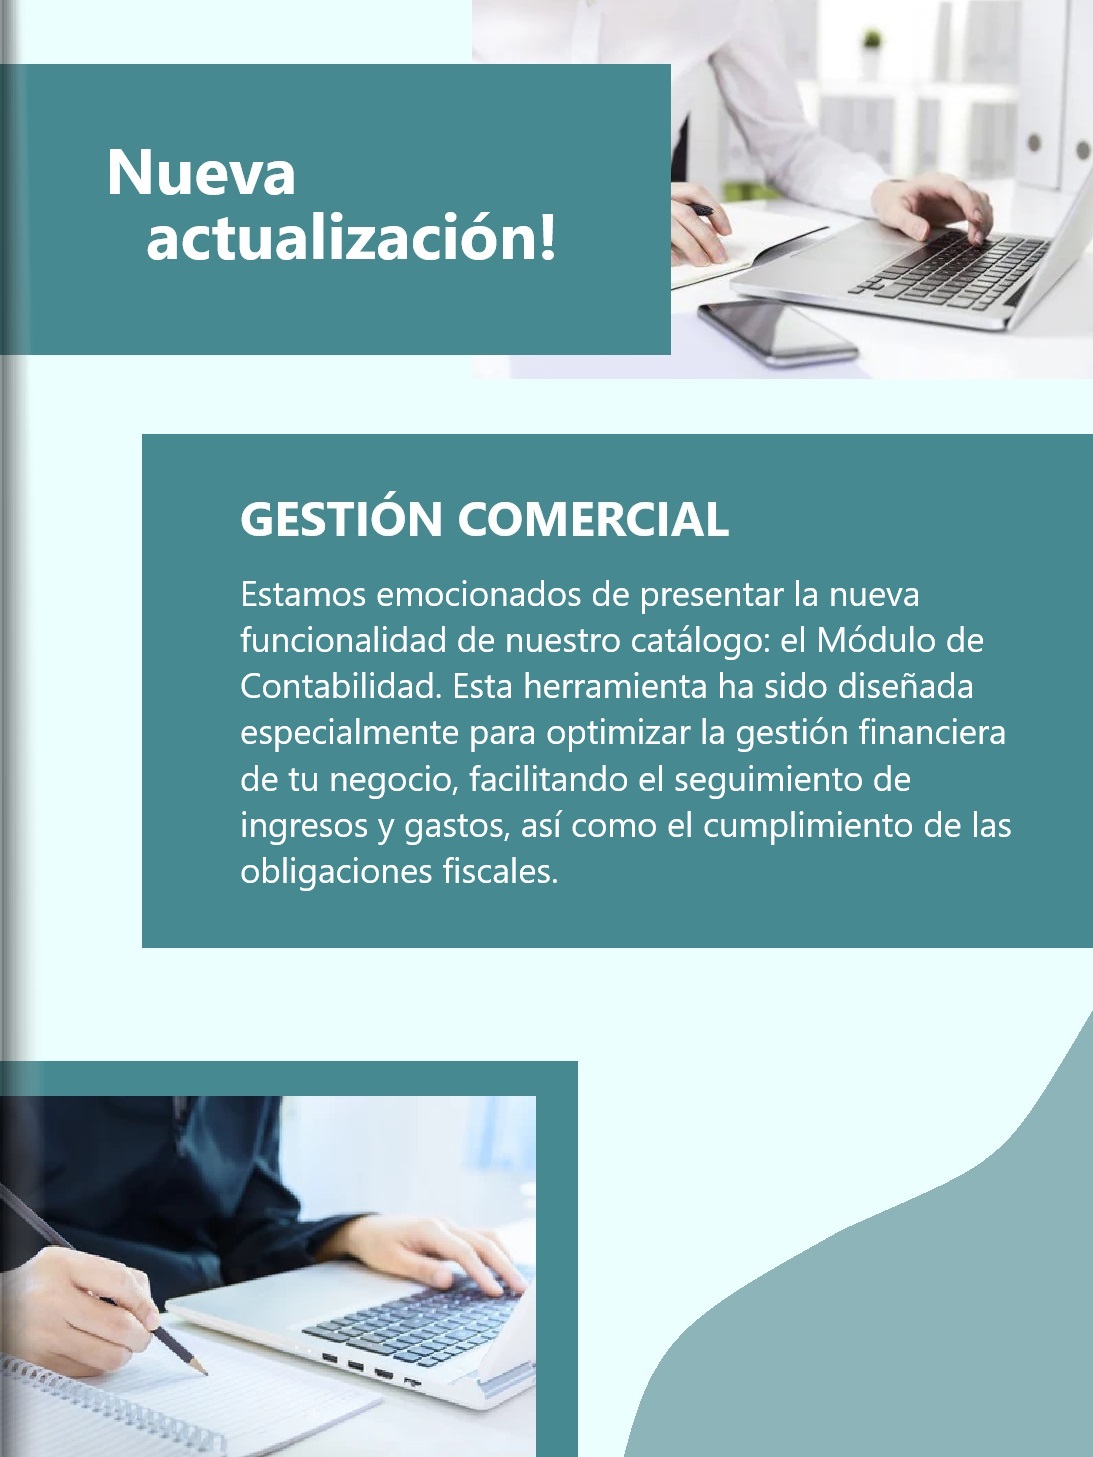 Nueva
actualización!
GESTIÓN COMERCIAL
Estamos emocionados de presentar la nueva
funcionalidad de nuestro catálogo: el Módulo de
Contabilidad. Esta herramienta ha sido diseñada
especialmente para optimizar la gestión financiera
de tu negocio, facilitando el seguimiento de
ingresos y gastos, así como el cumplimiento de las
obligaciones fiscales.